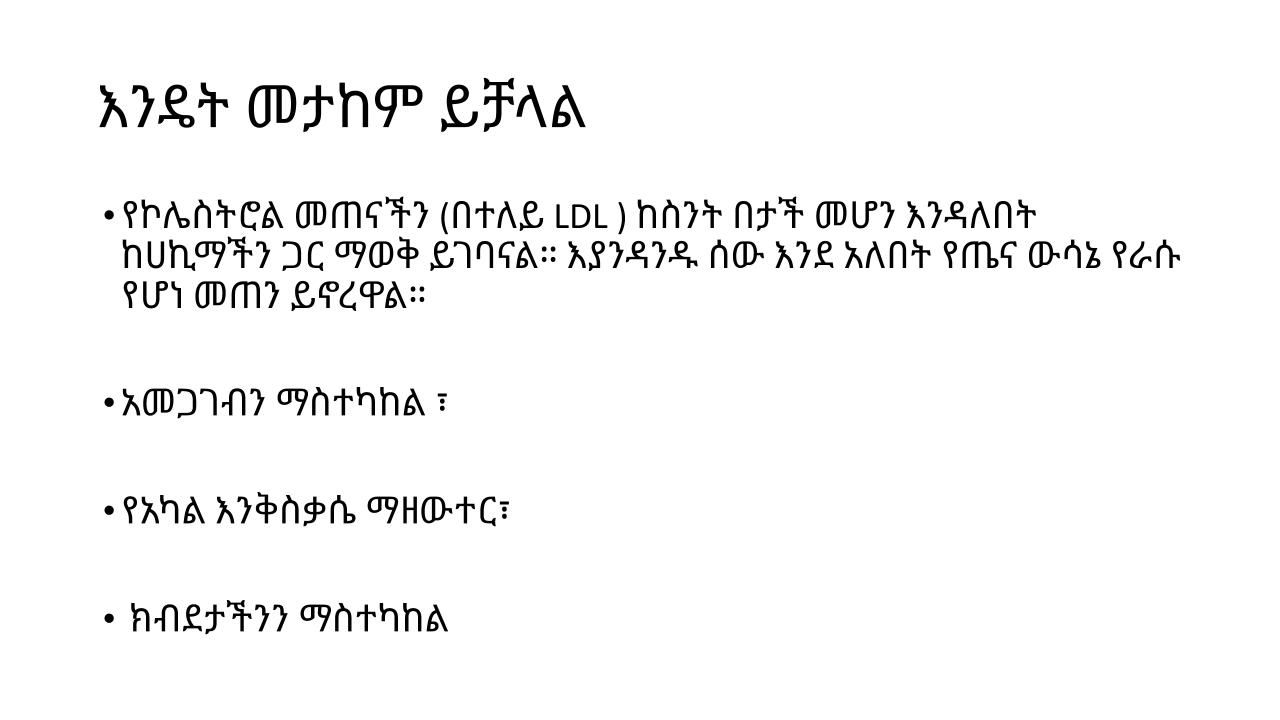 እንዴት መታከም ይቻላል
•የኮሌስትሮል መጠናችን (በተለይ LDL ) ከስንት በታች መሆን እንዳለበት
ከሀኪማችን ጋር ማወቅ ይገባናል። እያንዳንዱ ሰው እንደ አለበት የጤና ውሳኔ የራሱ
የሆነ መጠን ይኖረዋል።
•አመጋገብን ማስተካከል ፣
•የአካል እንቅስቃሴ ማዘውተር፣
• ክብደታችንን ማስተካከል